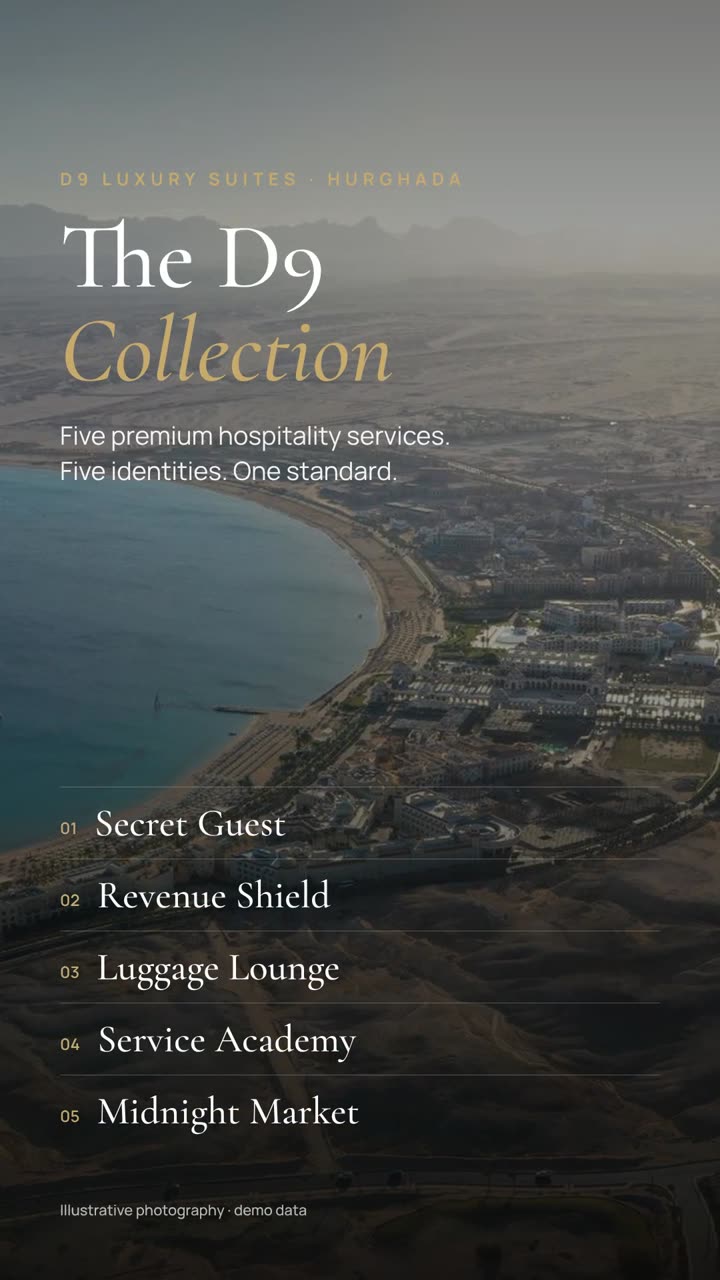 D9 LUXURY SUITES · HURGHADA
The D9
Collection
Five premium hospitality services.
Five identities. One standard.
01 Secret Guest
02 Revenue Shield
03 Luggage Lounge
04 Service Academy
05 Midnight Market
Illustrative photography · demo data